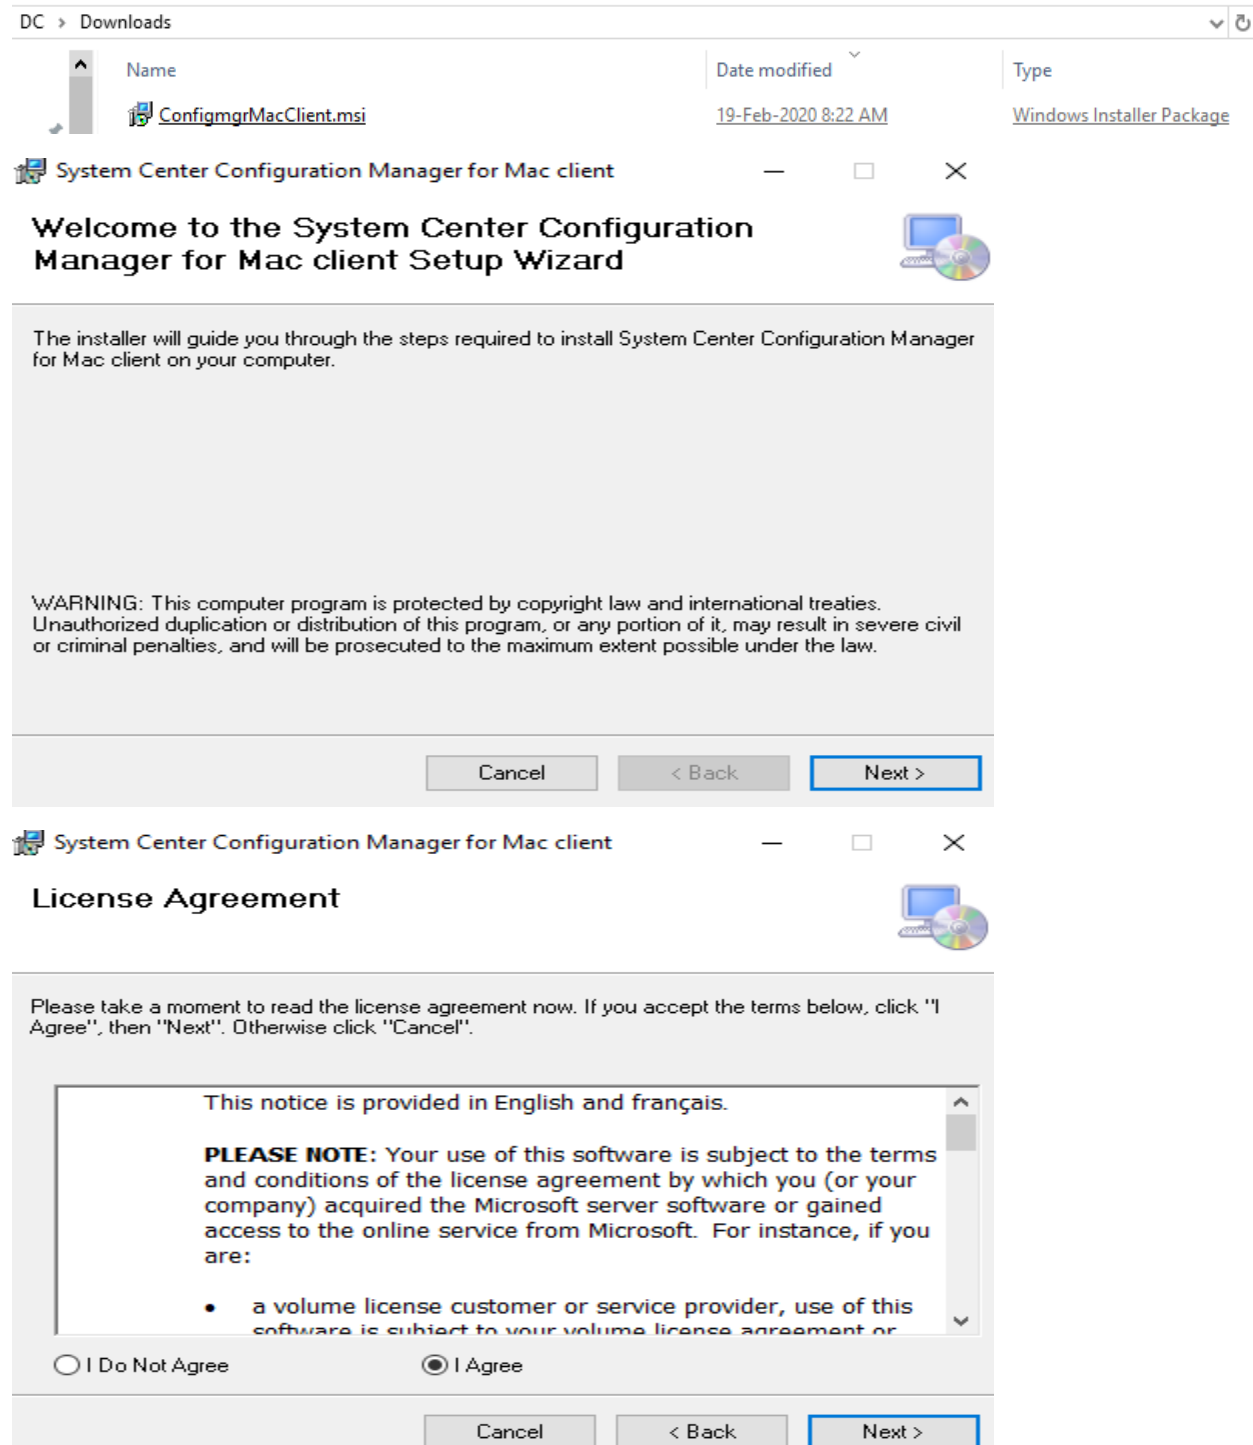 DC > Downloads
Name Date modified Type
ConfigmgrMacClient.msi 19-Feb-2020 8:22 AM Windows Installer Package
System Center Configuration Manager for Mac client
Welcome to the System Center Configuration
Manager for Mac client Setup Wizard
The installer will guide you through the steps required to install System Center Configuration Manager
for Mac client on your computer.
WARNING: This computer program is protected by copyright law and international treaties.
Unauthorized duplication or distribution of this program, or any portion of it, may result in severe civil
or criminal penalties, and will be prosecuted to the maximum extent possible under the law.
Cancel < Back Next >
System Center Configuration Manager for Mac client
License Agreement
Please take a moment to read the license agreement now. If you accept the terms below, click "I
Agree", then "Next". Otherwise click "Cancel".
This notice is provided in English and français.
PLEASE NOTE: Your use of this software is subject to the terms
and conditions of the license agreement by which you (or your
company) acquired the Microsoft server software or gained
access to the online service from Microsoft. For instance, if you
are:
• a volume license customer or service provider, use of this
software is subject to your volume license agreement or
I Do Not Agree I Agree
Cancel < Back Next >